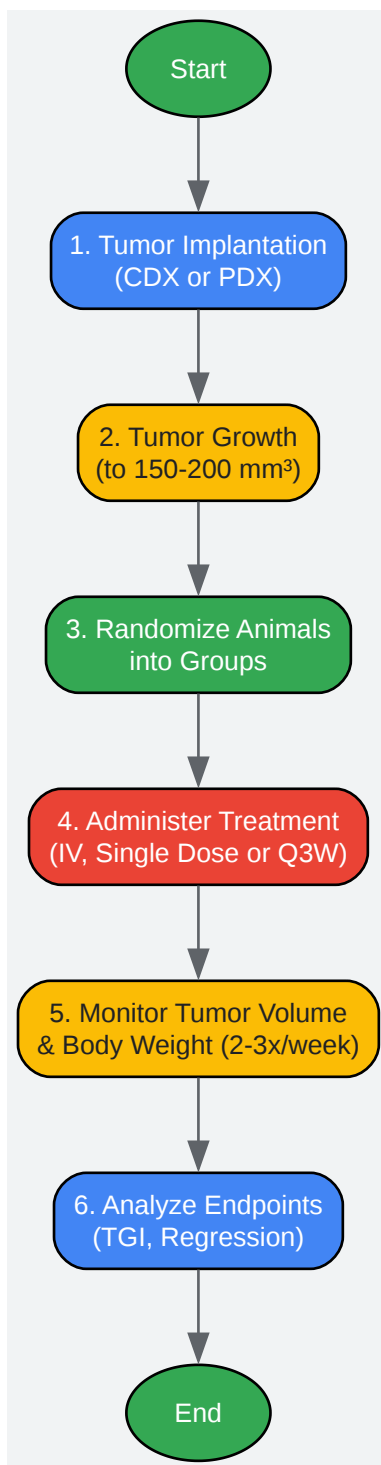 Start
1. Tumor Implantation
(CDX or PDX)
2. Tumor Growth
(to 150-200 mm³)
3. Randomize Animals
into Groups
4. Administer Treatment
(IV, Single Dose or Q3W)
5. Monitor Tumor Volume
& Body Weight (2-3x/week)
6. Analyze Endpoints
(TGI, Regression)
End